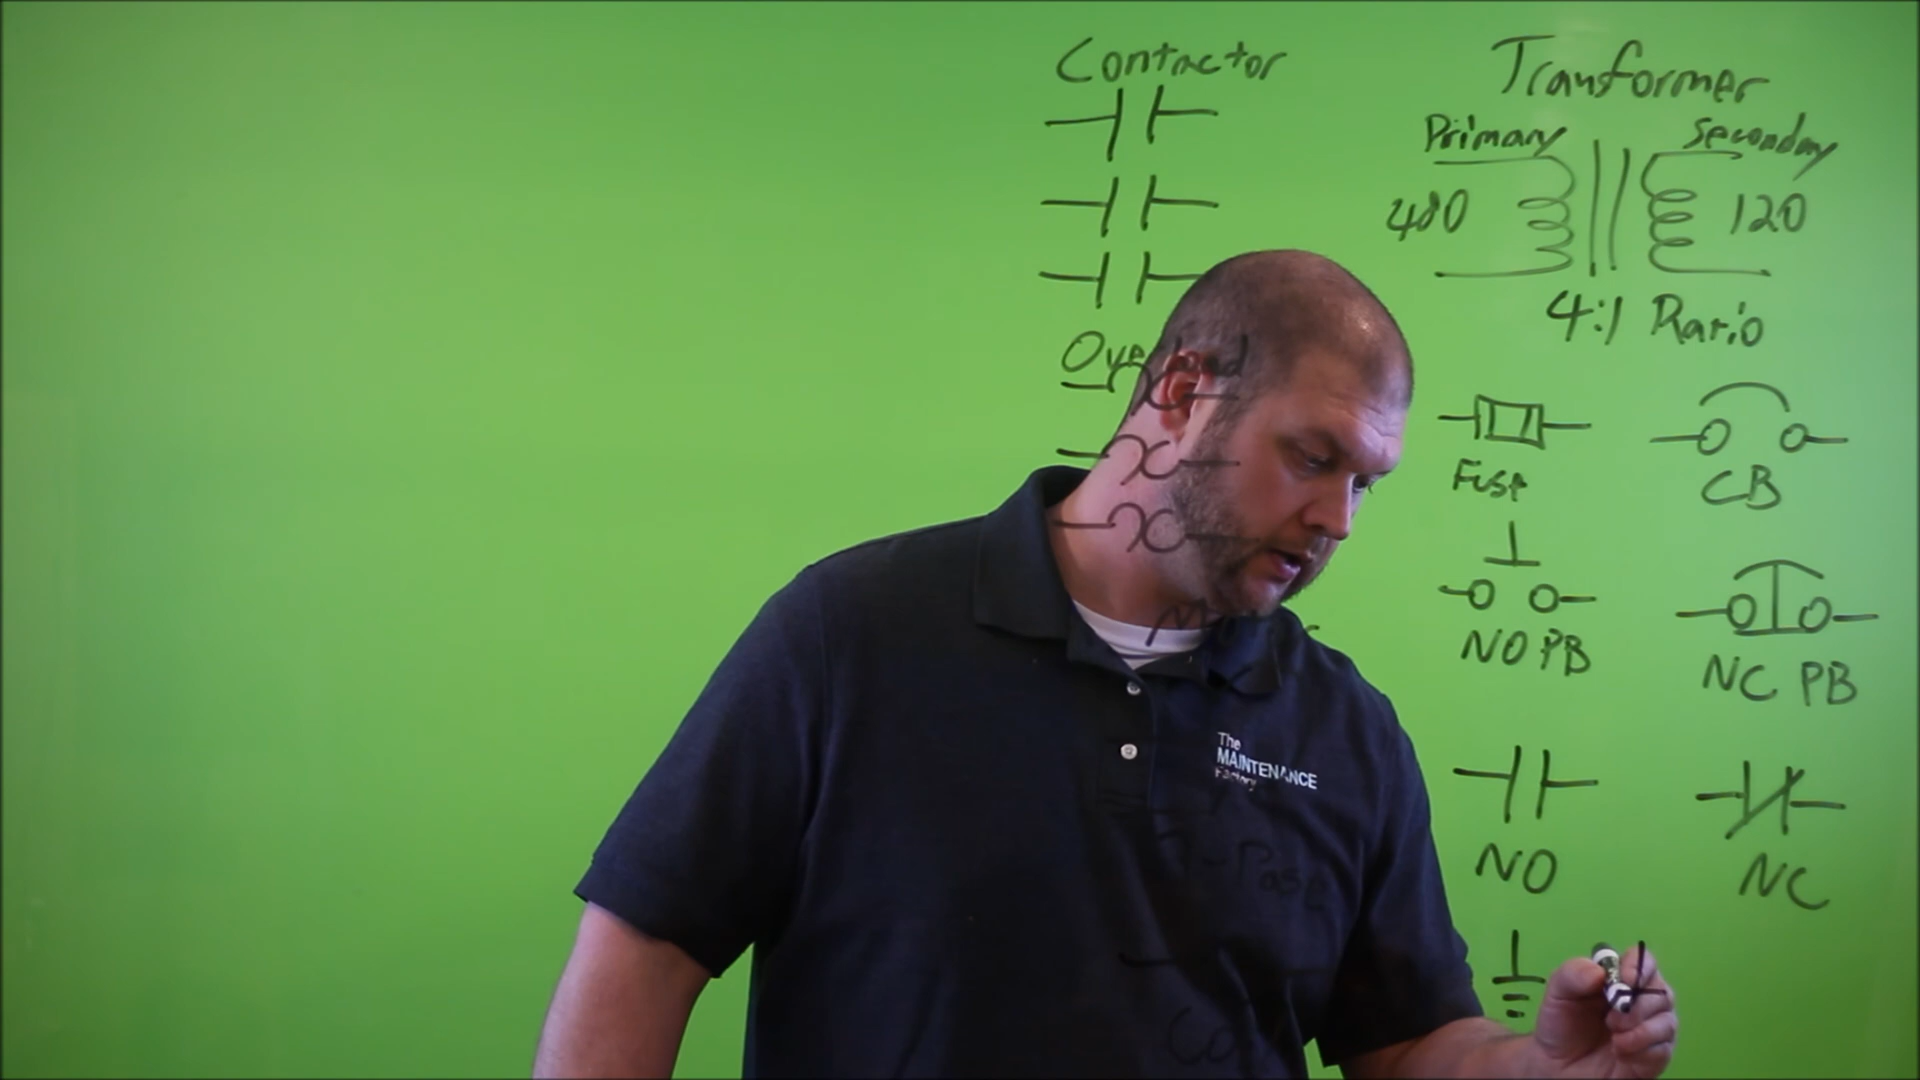 Contactor
Transformer
Primary
Secondary
480
120
4:1 Ratio
Fuse
CB
NO PB
NC PB
The
MAINTENANCE
Factory
NO
NC